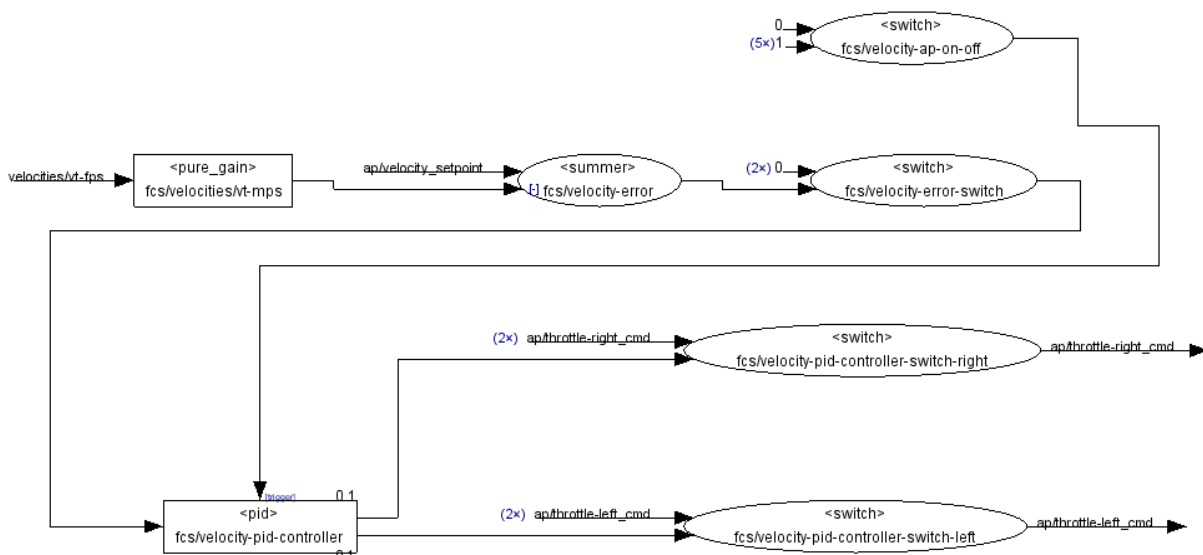 0
<switch>
(5×) 1
fcs/velocity-ap-on-off
<pure_gain>
<summer>
<switch>
velocities/vt-fps
ap/velocity_setpoint
(2×) 0
fcs/velocities/vt-mps
[-] fcs/velocity-error
fcs/velocity-error-switch
(2×) ap/throttle-right_cmd
<switch>
ap/throttle-right_cmd
fcs/velocity-pid-controller-switch-right
[trigger]
0.1
<pid>
(2×) ap/throttle-left_cmd
<switch>
ap/throttle-left_cmd
fcs/velocity-pid-controller
fcs/velocity-pid-controller-switch-left
0.1